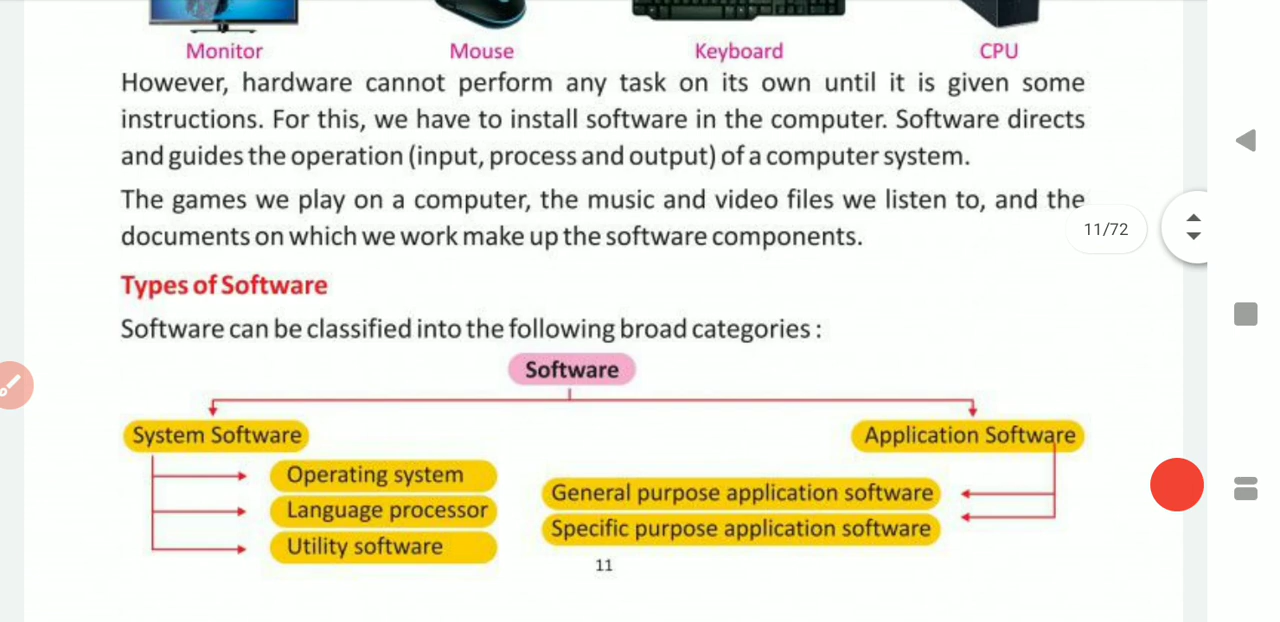 Monitor Mouse Keyboard CPU
However, hardware cannot perform any task on its own until it is given some
instructions. For this, we have to install software in the computer. Software directs
and guides the operation (input, process and output) of a computer system.
The games we play on a computer, the music and video files we listen to, and the
documents on which we work make up the software components.
11/72
Types of Software
Software can be classified into the following broad categories :
Software
System Software
Application Software
Operating system
Language processor
Utility software
General purpose application software
Specific purpose application software
11